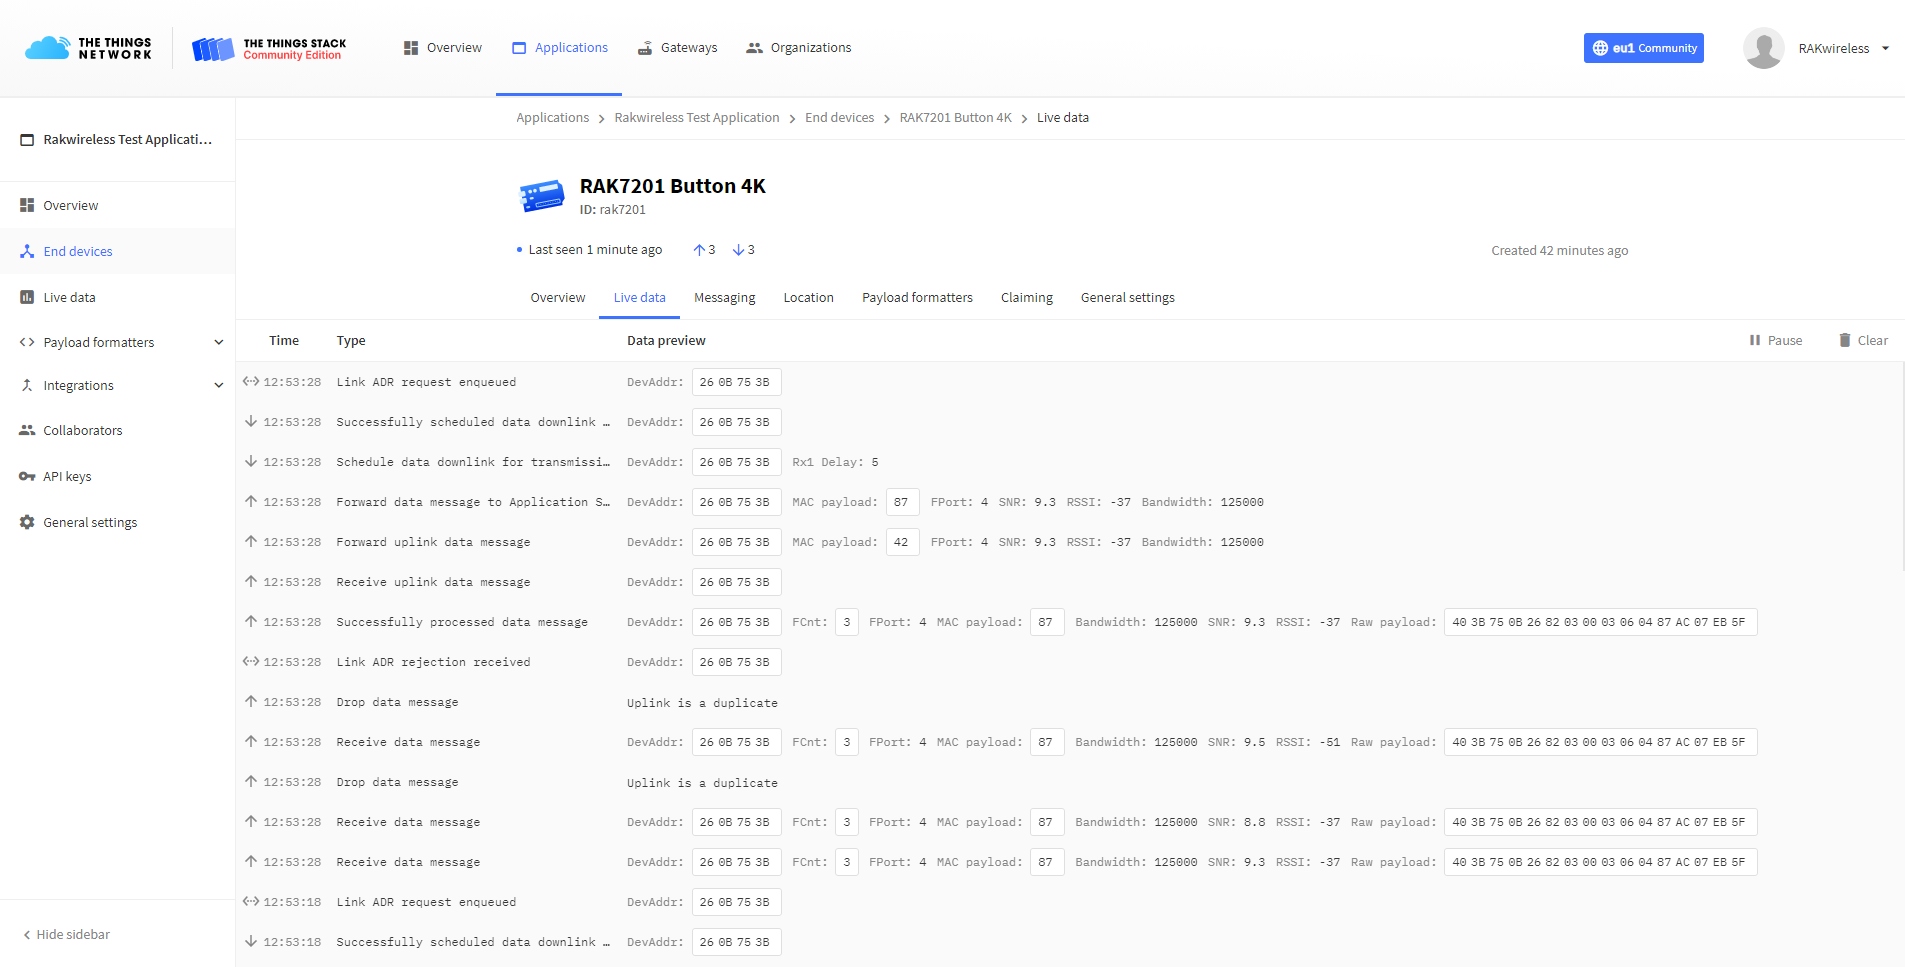 THE THINGS NETWORK
THE THINGS STACK
Community Edition
Overview
Applications
Gateways
Organizations
eu1 Community
RAKwireless
Rakwireless Test Applicati...
Overview
End devices
Live data
Payload formatters
Integrations
Collaborators
API keys
General settings
Hide sidebar
Applications > Rakwireless Test Application > End devices > RAK7201 Button 4K > Live data
RAK7201 Button 4K
ID: rak7201
Last seen 1 minute ago ↑3 ↓3
Created 42 minutes ago
Overview Live data Messaging Location Payload formatters Claiming General settings
Time Type Data preview Pause Clear
12:53:28 Link ADR request enqueued DevAddr: 26 0B 75 3B
12:53:28 Successfully scheduled data downlink … DevAddr: 26 0B 75 3B
12:53:28 Schedule data downlink for transmissi… DevAddr: 26 0B 75 3B Rx1 Delay: 5
12:53:28 Forward data message to Application S… DevAddr: 26 0B 75 3B MAC payload: 87 FPort: 4 SNR: 9.3 RSSI: -37 Bandwidth: 125000
12:53:28 Forward uplink data message DevAddr: 26 0B 75 3B MAC payload: 42 FPort: 4 SNR: 9.3 RSSI: -37 Bandwidth: 125000
12:53:28 Receive uplink data message DevAddr: 26 0B 75 3B
12:53:28 Successfully processed data message DevAddr: 26 0B 75 3B FCnt: 3 FPort: 4 MAC payload: 87 Bandwidth: 125000 SNR: 9.3 RSSI: -37 Raw payload: 40 3B 75 0B 26 82 03 00 03 06 04 87 AC 07 EB 5F
12:53:28 Link ADR rejection received DevAddr: 26 0B 75 3B
12:53:28 Drop data message Uplink is a duplicate
12:53:28 Receive data message DevAddr: 26 0B 75 3B FCnt: 3 FPort: 4 MAC payload: 87 Bandwidth: 125000 SNR: 9.5 RSSI: -51 Raw payload: 40 3B 75 0B 26 82 03 00 03 06 04 87 AC 07 EB 5F
12:53:28 Drop data message Uplink is a duplicate
12:53:28 Receive data message DevAddr: 26 0B 75 3B FCnt: 3 FPort: 4 MAC payload: 87 Bandwidth: 125000 SNR: 8.8 RSSI: -37 Raw payload: 40 3B 75 0B 26 82 03 00 03 06 04 87 AC 07 EB 5F
12:53:28 Receive data message DevAddr: 26 0B 75 3B FCnt: 3 FPort: 4 MAC payload: 87 Bandwidth: 125000 SNR: 9.3 RSSI: -37 Raw payload: 40 3B 75 0B 26 82 03 00 03 06 04 87 AC 07 EB 5F
12:53:18 Link ADR request enqueued DevAddr: 26 0B 75 3B
12:53:18 Successfully scheduled data downlink … DevAddr: 26 0B 75 3B